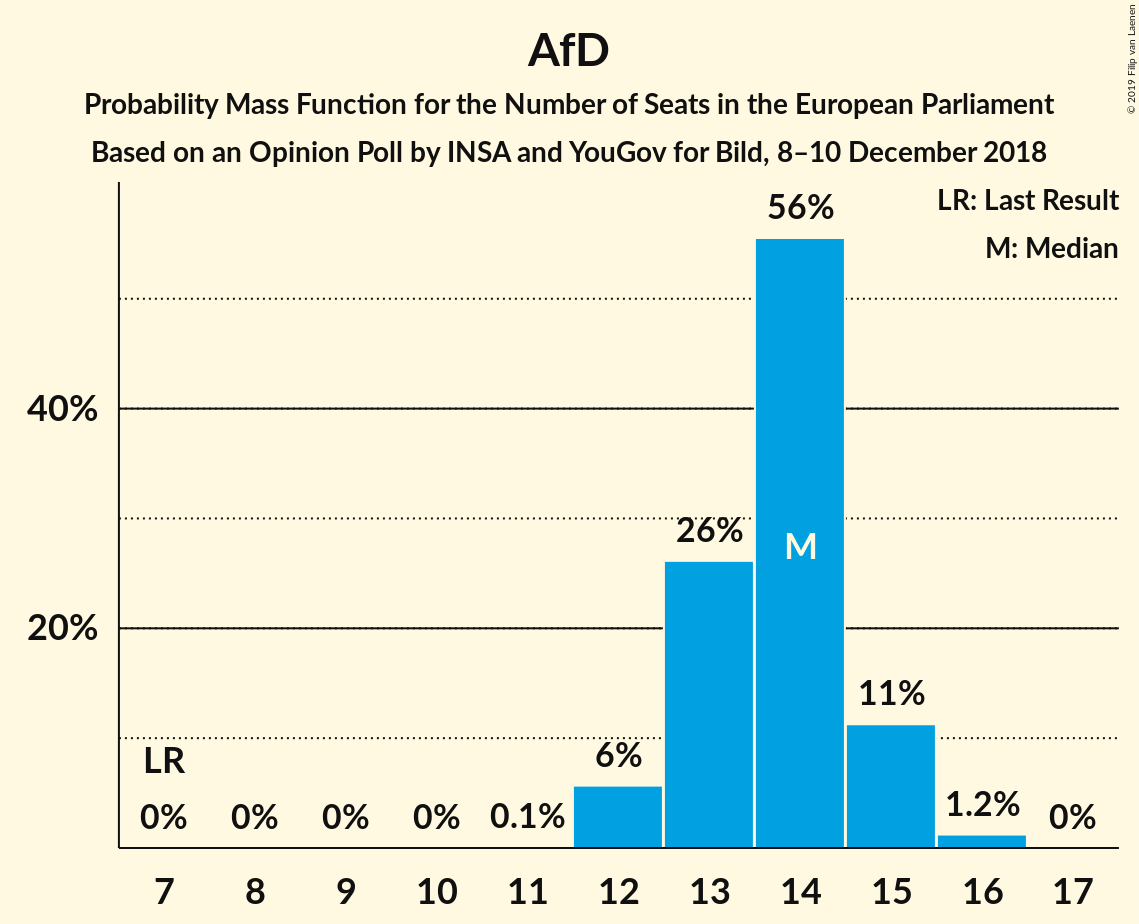 AfD
Probability Mass Function for the Number of Seats in the European Parliament
Based on an Opinion Poll by INSA and YouGov for Bild, 8–10 December 2018
© 2019 Filip van Laenen
LR: Last Result
M: Median
56%
40%
26%
M
20%
11%
LR
6%
0% 0% 0% 0% 0.1% 1.2% 0%
7 8 9 10 11 12 13 14 15 16 17